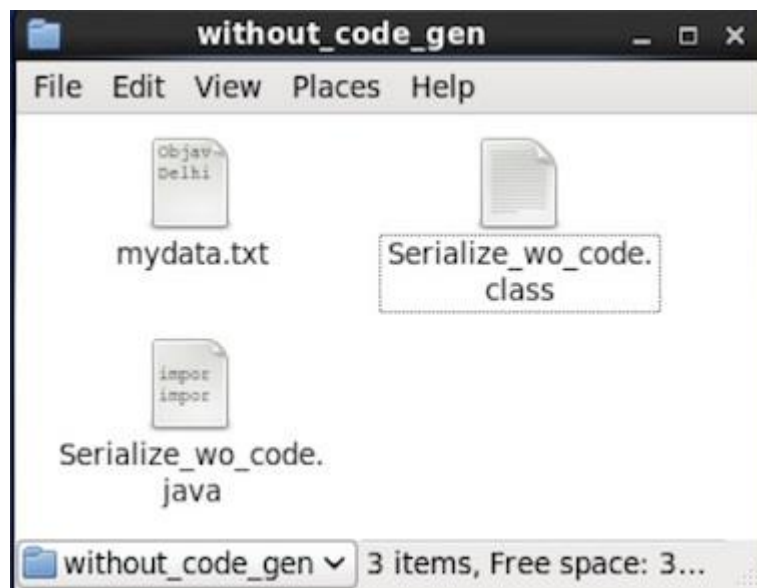 without_code_gen
File Edit View Places Help
Objav
Delhi
mydata.txt
Serialize_wo_code.
class
impor
impor
Serialize_wo_code.
java
without_code_gen 3 items, Free space: 3...